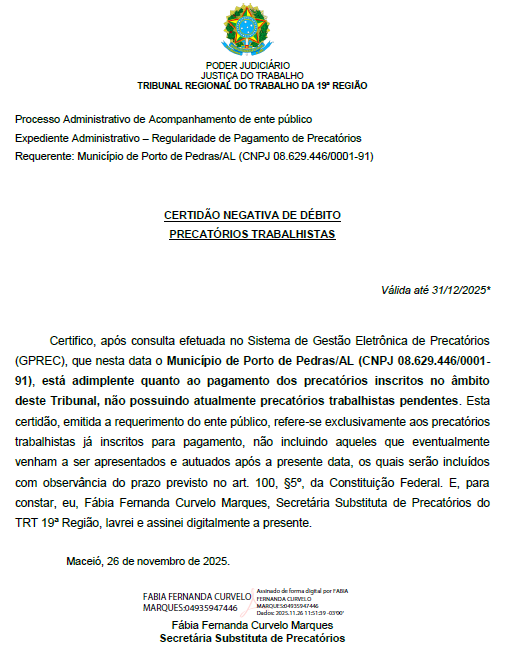 PODER JUDICIÁRIO
JUSTIÇA DO TRABALHO
TRIBUNAL REGIONAL DO TRABALHO DA 19ª REGIÃO
Processo Administrativo de Acompanhamento de ente público
Expediente Administrativo – Regularidade de Pagamento de Precatórios
Requerente: Município de Porto de Pedras/AL (CNPJ 08.629.446/0001-91)
CERTIDÃO NEGATIVA DE DÉBITO
PRECATÓRIOS TRABALHISTAS
Válida até 31/12/2025*
Certifico, após consulta efetuada no Sistema de Gestão Eletrônica de Precatórios
(GPREC), que nesta data o Município de Porto de Pedras/AL (CNPJ 08.629.446/0001-
91), está adimplente quanto ao pagamento dos precatórios inscritos no âmbito
deste Tribunal, não possuindo atualmente precatórios trabalhistas pendentes. Esta
certidão, emitida a requerimento do ente público, refere-se exclusivamente aos precatórios
trabalhistas já inscritos para pagamento, não incluindo aqueles que eventualmente
venham a ser apresentados e autuados após a presente data, os quais serão incluídos
com observância do prazo previsto no art. 100, §5º, da Constituição Federal. E, para
constar, eu, Fábia Fernanda Curvelo Marques, Secretária Substituta de Precatórios do
TRT 19ª Região, lavrei e assinei digitalmente a presente.
Maceió, 26 de novembro de 2025.
FABIA FERNANDA CURVELO
MARQUES:04935947446
Assinado de forma digital por FABIA
FERNANDA CURVELO
MARQUES:04935947446
Dados: 2025.11.26 11:51:39 -03'00'
Fábia Fernanda Curvelo Marques
Secretária Substituta de Precatórios